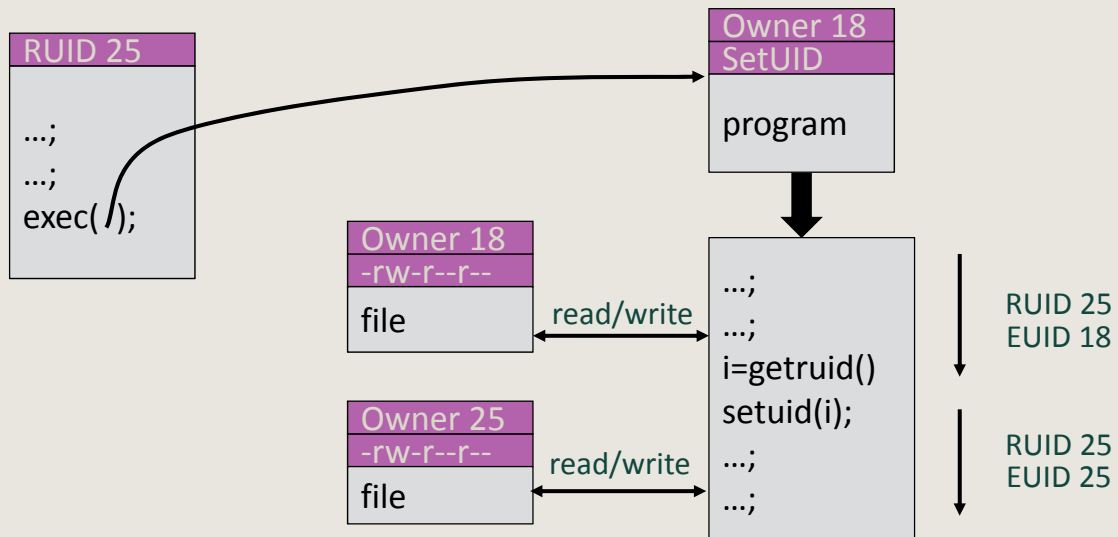 RUID 25
…;
…;
exec( );
Owner 18
SetUID
program
Owner 18
-rw-r--r--
file
read/write
Owner 25
-rw-r--r--
file
read/write
…;
…;
i=getruid()
setuid(i);
…;
…;
RUID 25
EUID 18
RUID 25
EUID 25